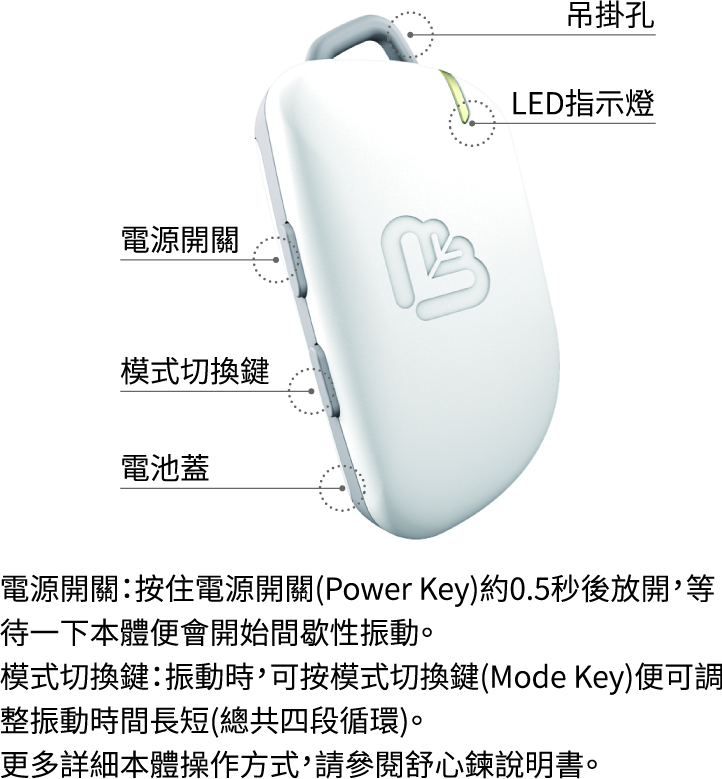 吊掛孔
LED指示燈
電源開關
模式切換鍵
電池蓋
電源開關：按住電源開關(Power Key)約0.5秒後放開，等
待一下本體便會開始間歇性振動。
模式切換鍵：振動時，可按模式切換鍵(Mode Key)便可調
整振動時間長短(總共四段循環)。
更多詳細本體操作方式，請參閱舒心鍊說明書。